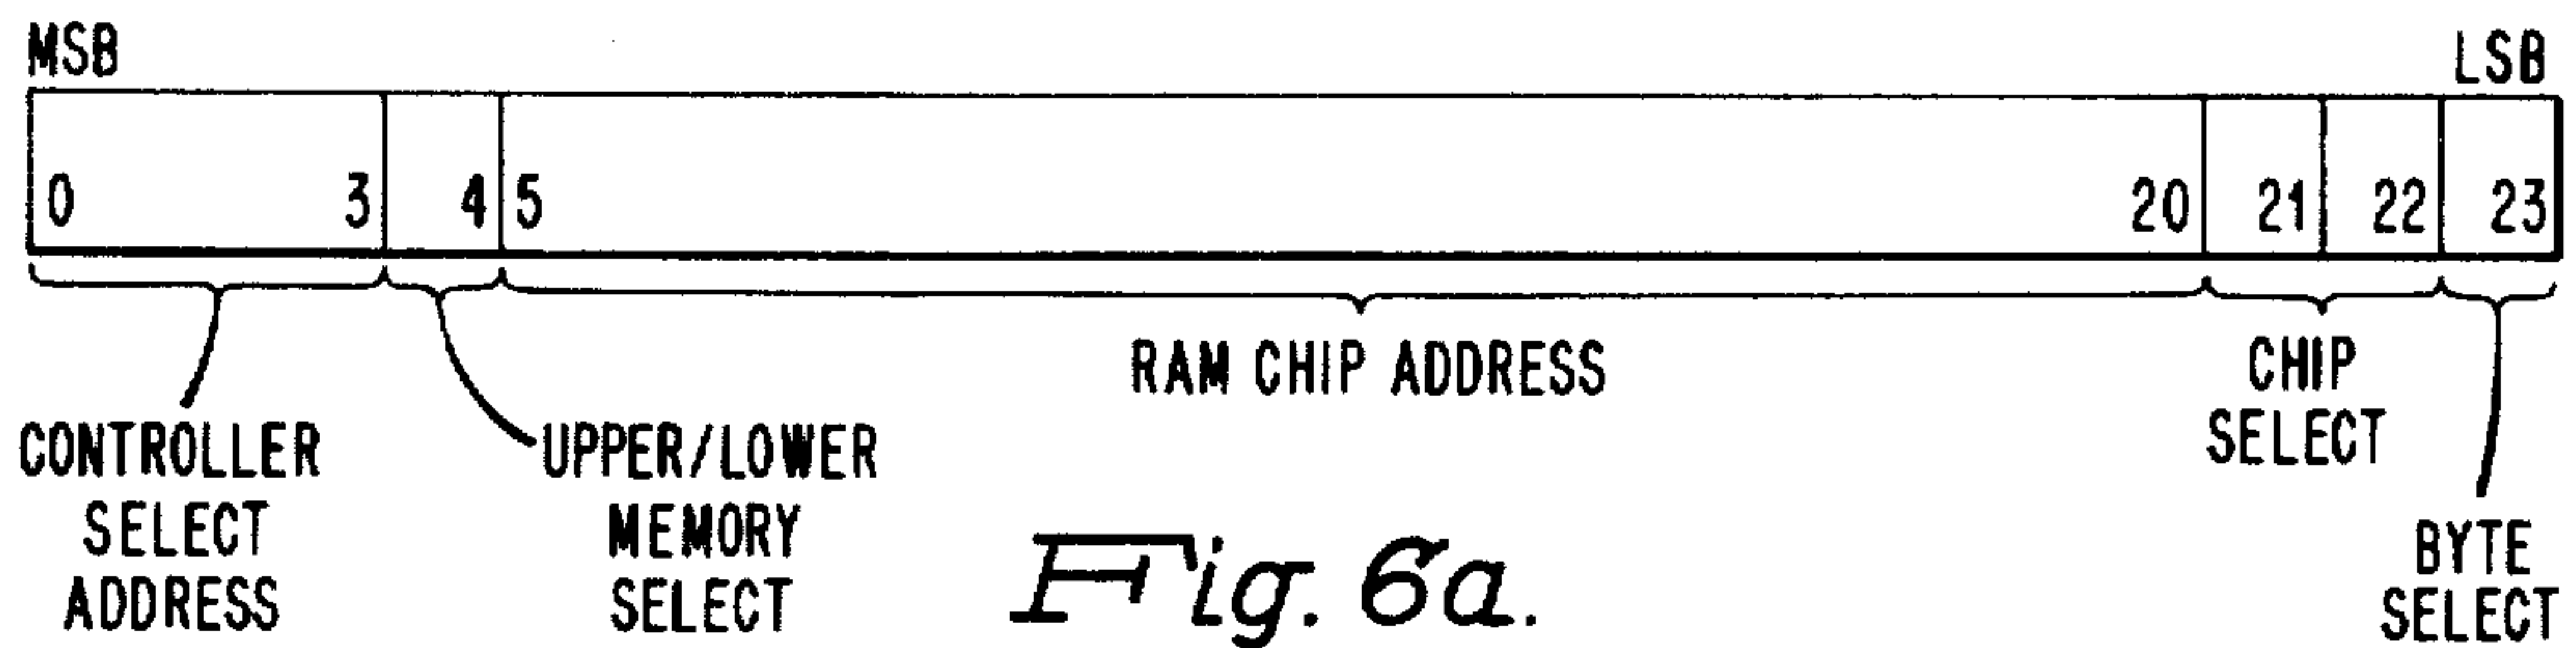 MSB
LSB
0 3 4 5 20 21 22 23
RAM CHIP ADDRESS
CHIP
SELECT
CONTROLLER
SELECT
ADDRESS
UPPER/LOWER
MEMORY
SELECT
BYTE
SELECT
Fig. 6a.